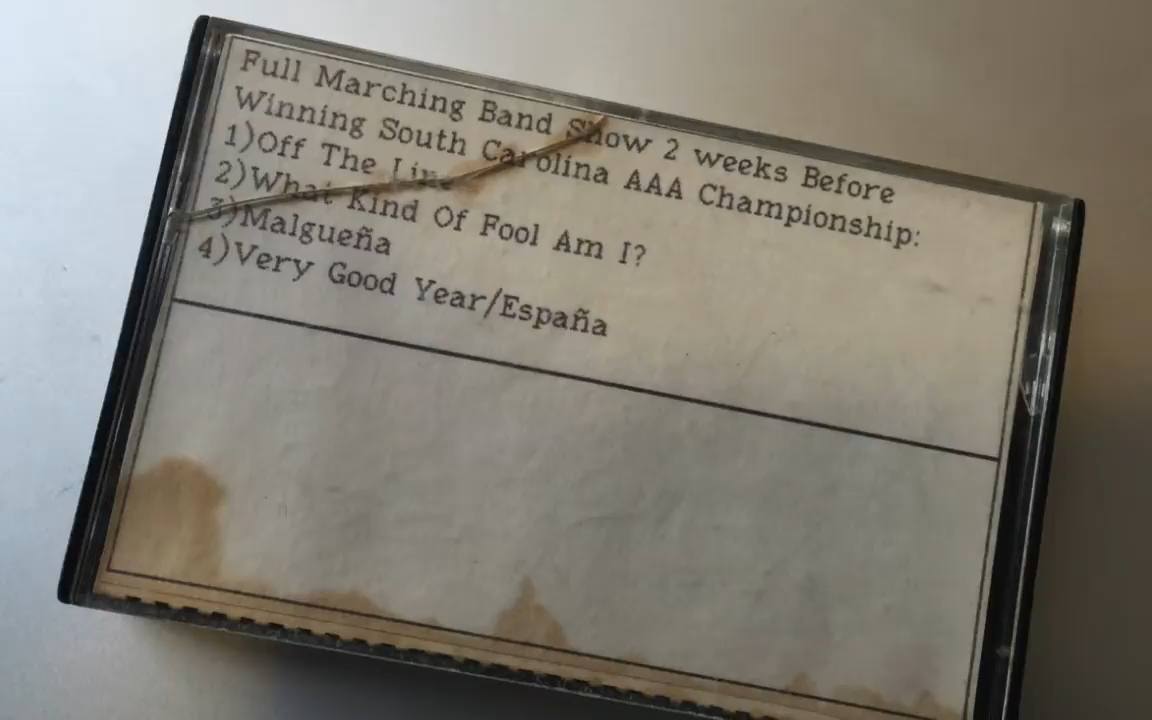 Full Marching Band Show 2 weeks Before
Winning South Carolina AAA Championship:
1)Off The Line
2)What Kind Of Fool Am I?
3)Malgueña
4)Very Good Year/España